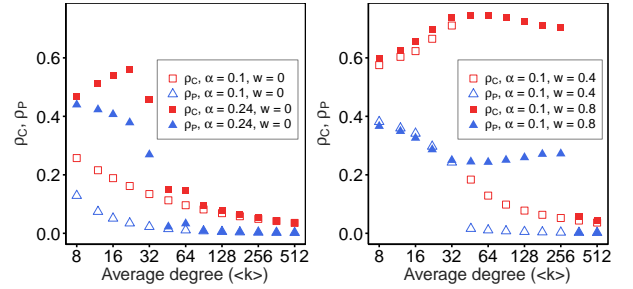 ρC, ρP
0.6
0.4
0.2
0.0
ρC, α = 0.1, w = 0
ρP, α = 0.1, w = 0
ρC, α = 0.24, w = 0
ρP, α = 0.24, w = 0
8 16 32 64 128 256 512
Average degree (<k>)
ρC, ρP
0.6
0.4
0.2
0.0
ρC, α = 0.1, w = 0.4
ρP, α = 0.1, w = 0.4
ρC, α = 0.1, w = 0.8
ρP, α = 0.1, w = 0.8
8 16 32 64 128 256 512
Average degree (<k>)